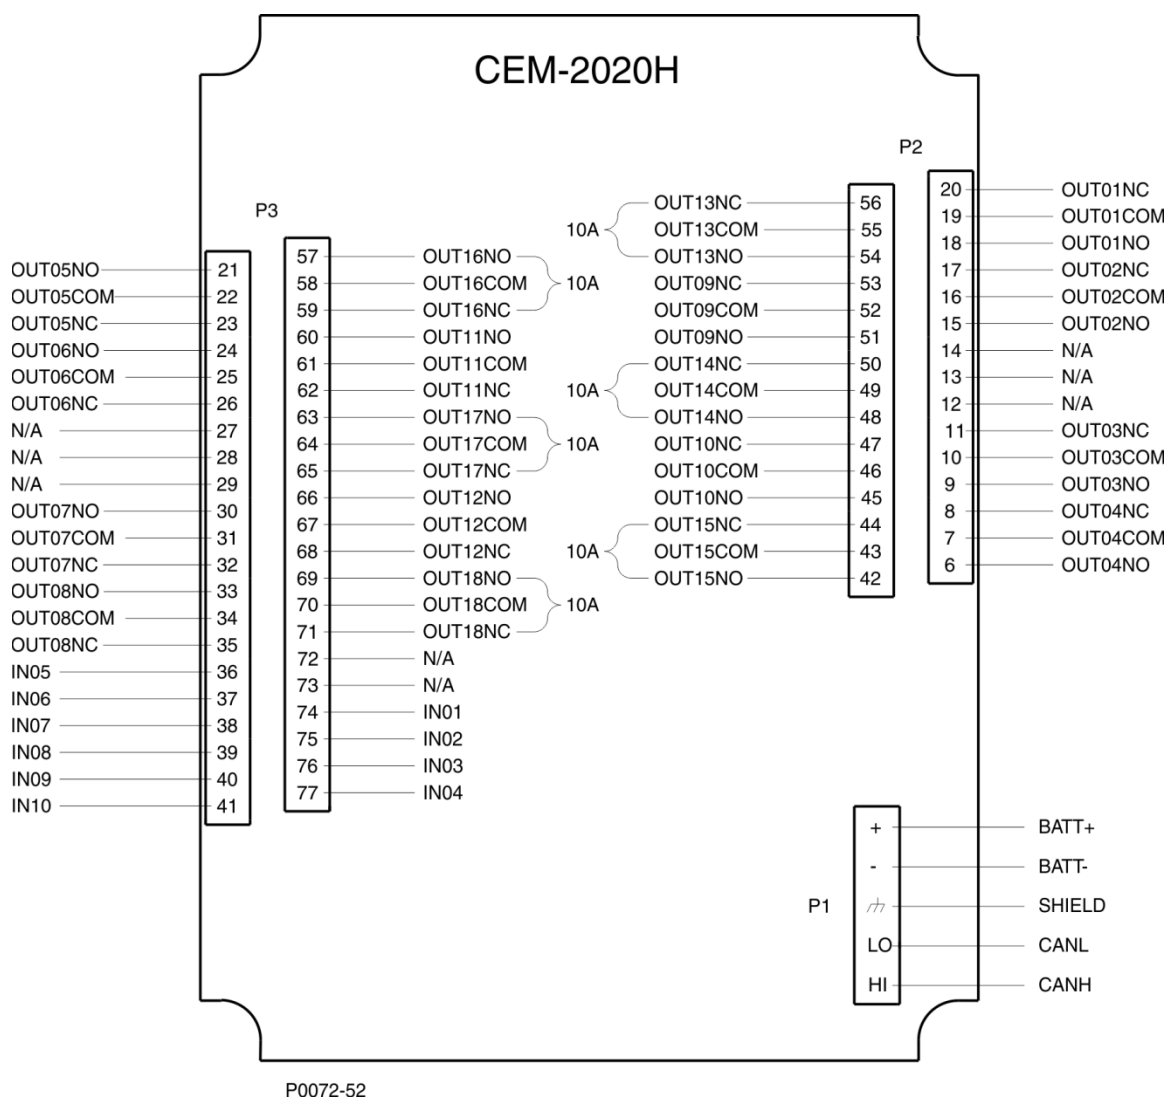 CEM-2020H
P2
P3
OUT05NO 21
OUT05COM 22
OUT05NC 23
OUT06NO 24
OUT06COM 25
OUT06NC 26
N/A 27
N/A 28
N/A 29
OUT07NO 30
OUT07COM 31
OUT07NC 32
OUT08NO 33
OUT08COM 34
OUT08NC 35
IN05 36
IN06 37
IN07 38
IN08 39
IN09 40
IN10 41
57 OUT16NO
58 OUT16COM 10A
59 OUT16NC
60 OUT11NO
61 OUT11COM
62 OUT11NC
63 OUT17NO
64 OUT17COM 10A
65 OUT17NC
66 OUT12NO
67 OUT12COM
68 OUT12NC
69 OUT18NO
70 OUT18COM 10A
71 OUT18NC
72 N/A
73 N/A
74 IN01
75 IN02
76 IN03
77 IN04
OUT13NC 56
10A OUT13COM 55
OUT13NO 54
OUT09NC 53
OUT09COM 52
OUT09NO 51
OUT14NC 50
10A OUT14COM 49
OUT14NO 48
OUT10NC 47
OUT10COM 46
OUT10NO 45
OUT15NC 44
10A OUT15COM 43
OUT15NO 42
20 OUT01NC
19 OUT01COM
18 OUT01NO
17 OUT02NC
16 OUT02COM
15 OUT02NO
14 N/A
13 N/A
12 N/A
11 OUT03NC
10 OUT03COM
9 OUT03NO
8 OUT04NC
7 OUT04COM
6 OUT04NO
P1
+ BATT+
- BATT-
SHIELD
LO CANL
HI CANH
P0072-52